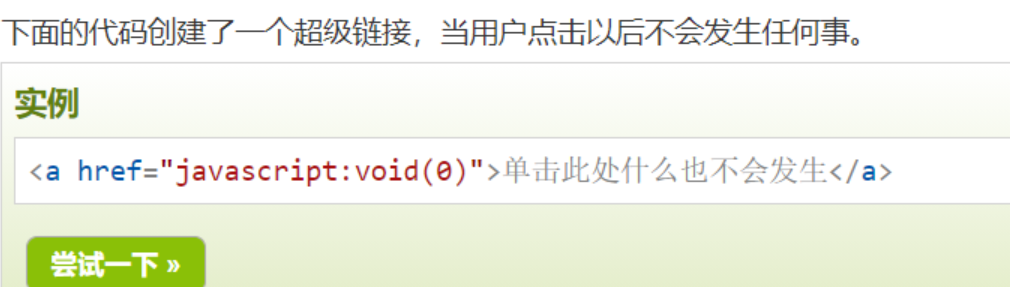 下面的代码创建了一个超级链接，当用户点击以后不会发生任何事。
实例
<a href="javascript:void(0)">单击此处什么也不会发生</a>
尝试一下 »